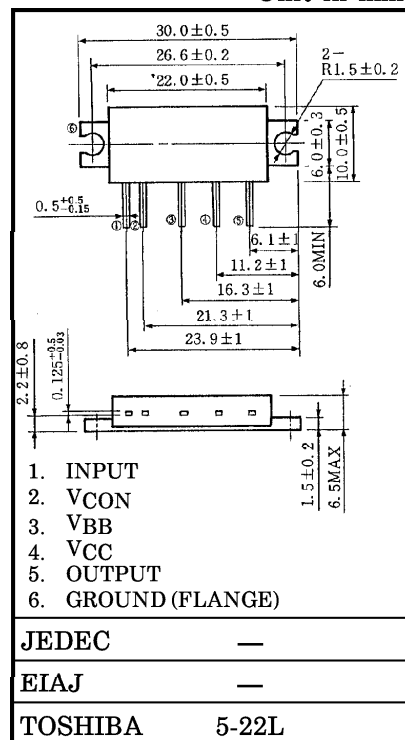 30.0±0.5
26.6±0.2
22.0±0.5
2-
R1.5±0.2
⑥
6.0±0.3
10.0±0.5
0.5+0.5-0.15
① ② ③ ④ ⑤
6.1±1
6.0MIN
11.2±1
16.3±1
21.3±1
23.9±1
2.2±0.8
0.125+0.5-0.03
1.5±0.2
6.5MAX
1. INPUT
2. VCON
3. VBB
4. VCC
5. OUTPUT
6. GROUND (FLANGE)
JEDEC —
EIAJ —
TOSHIBA 5-22L